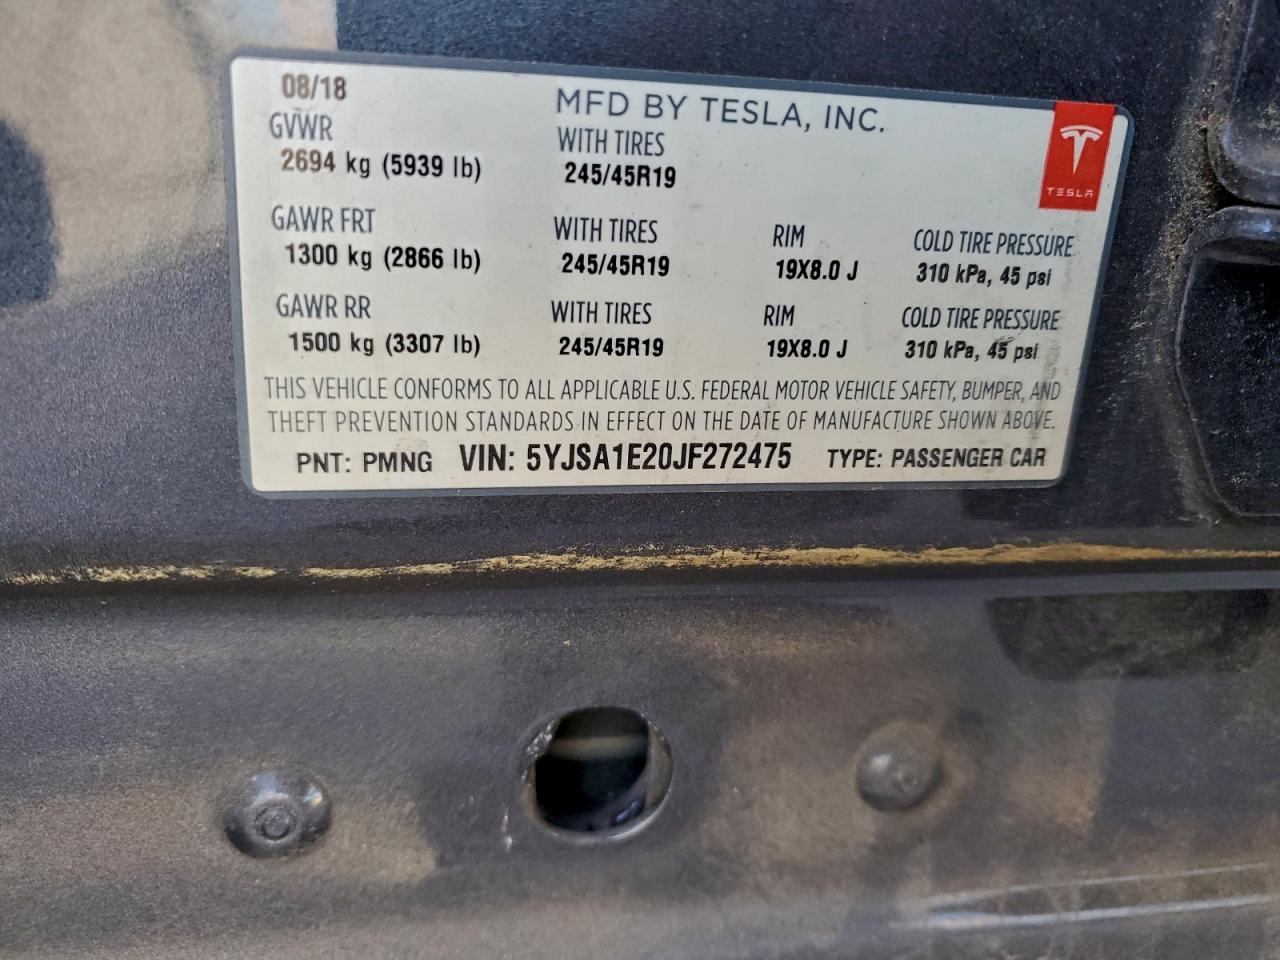 08/18
MFD BY TESLA, INC.
GVWR WITH TIRES
2694 kg (5939 lb) 245/45R19
TESLA
GAWR FRT WITH TIRES RIM COLD TIRE PRESSURE
1300 kg (2866 lb) 245/45R19 19X8.0 J 310 kPa, 45 psi
GAWR RR WITH TIRES RIM COLD TIRE PRESSURE
1500 kg (3307 lb) 245/45R19 19X8.0 J 310 kPa, 45 psi
THIS VEHICLE CONFORMS TO ALL APPLICABLE U.S. FEDERAL MOTOR VEHICLE SAFETY, BUMPER, AND
THEFT PREVENTION STANDARDS IN EFFECT ON THE DATE OF MANUFACTURE SHOWN ABOVE.
PNT: PMNG VIN: 5YJSA1E20JF272475 TYPE: PASSENGER CAR